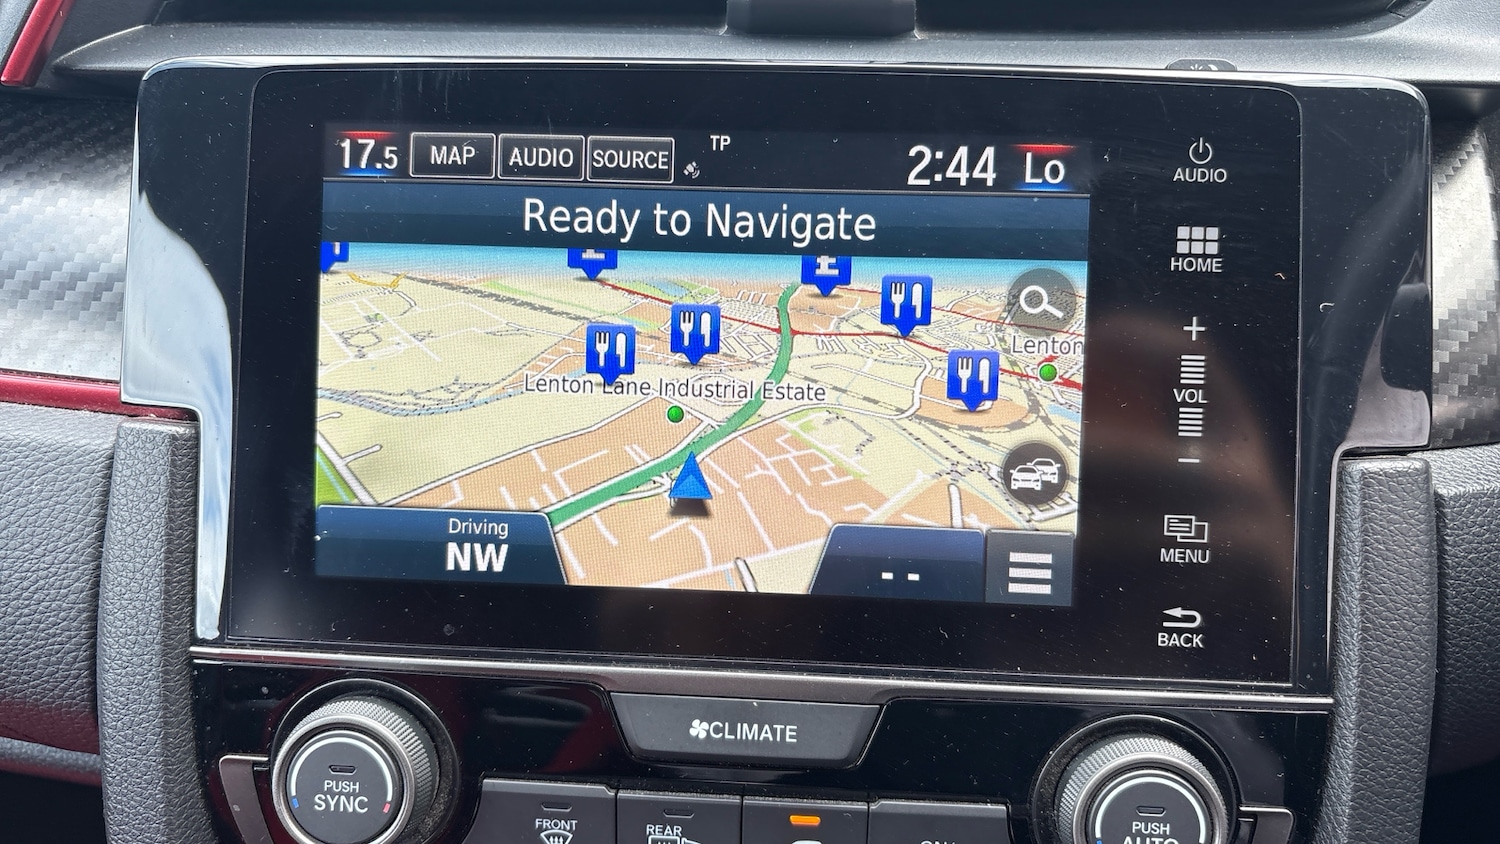 17.5 MAP AUDIO SOURCE TP 2:44 Lo
Ready to Navigate
Lenton
Lenton Lane Industrial Estate
Driving
NW
--
AUDIO
HOME
+
VOL
-
MENU
BACK
CLIMATE
PUSH
SYNC
FRONT
REAR
PUSH
AUTO